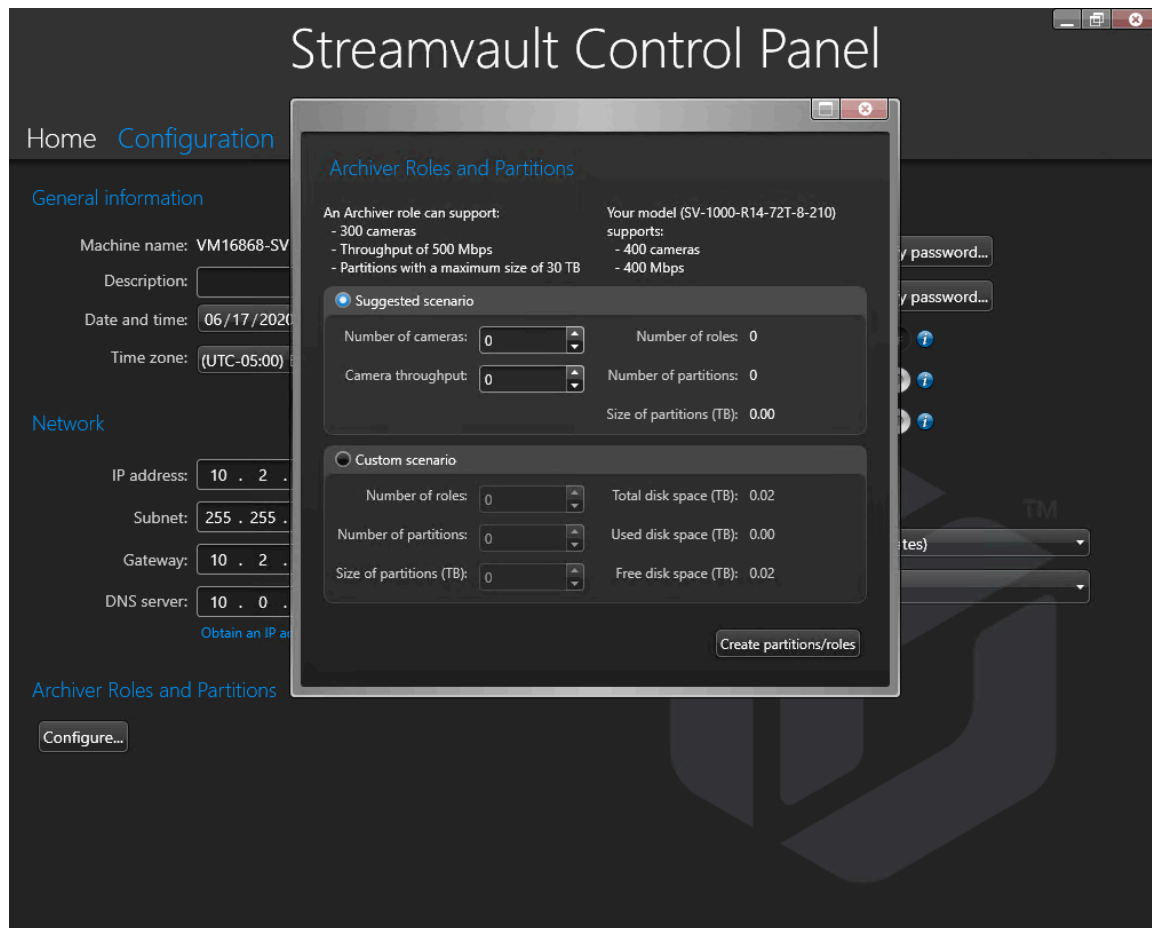 Streamvault Control Panel
Home Configuration
General information
Machine name: VM16868-SV
Description:
Date and time: 06/17/2020
Time zone: (UTC-05:00)
Network
IP address: 10 . 2 .
Subnet: 255 . 255 .
Gateway: 10 . 2 .
DNS server: 10 . 0 .
Obtain an IP
Archiver Roles and Partitions
Configure...
Archiver Roles and Partitions
An Archiver role can support:
- 300 cameras
- Throughput of 500 Mbps
- Partitions with a maximum size of 30 TB
Your model (SV-1000-R14-72T-8-210)
supports:
- 400 cameras
- 400 Mbps
Suggested scenario
Number of cameras: 0
Number of roles: 0
Camera throughput: 0
Number of partitions: 0
Size of partitions (TB): 0.00
Custom scenario
Number of roles: 0
Total disk space (TB): 0.02
Number of partitions: 0
Used disk space (TB): 0.00
Size of partitions (TB): 0
Free disk space (TB): 0.02
Create partitions/roles
y password...
y password...
tes)
TM